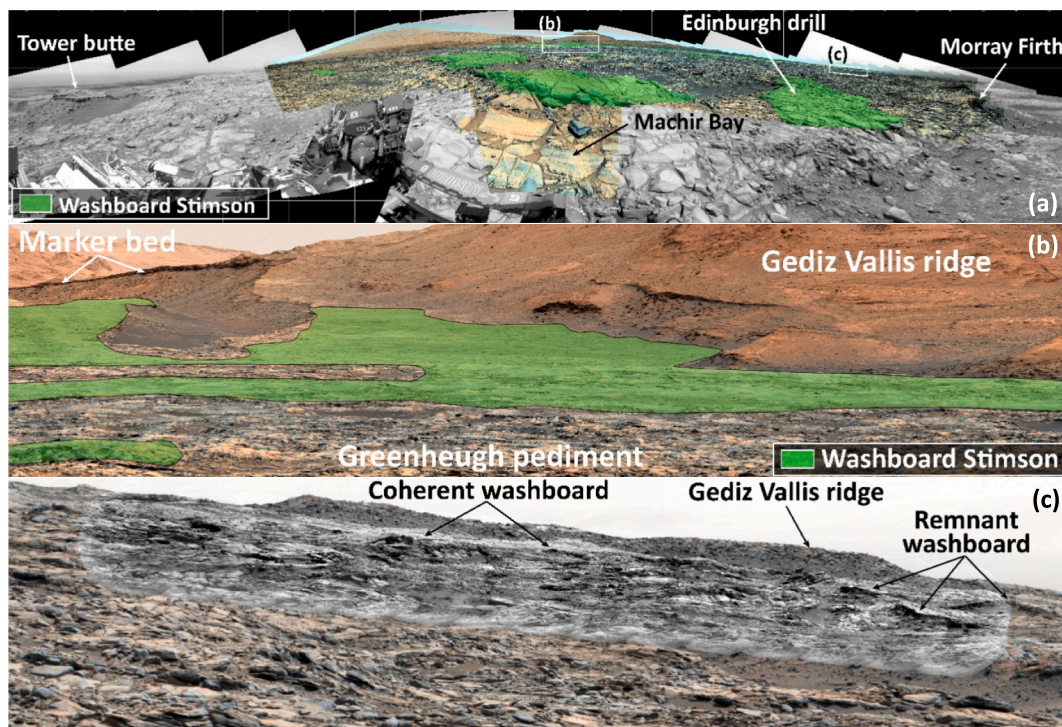 (a)
(b)
Edinburgh drill
(c)
Tower butte
Morray Firth
Machir Bay
Washboard Stimson
Marker bed
(b)
Gediz Vallis ridge
Greenheugh pediment
Washboard Stimson
Coherent washboard
Gediz Vallis ridge
(c)
Remnant
washboard